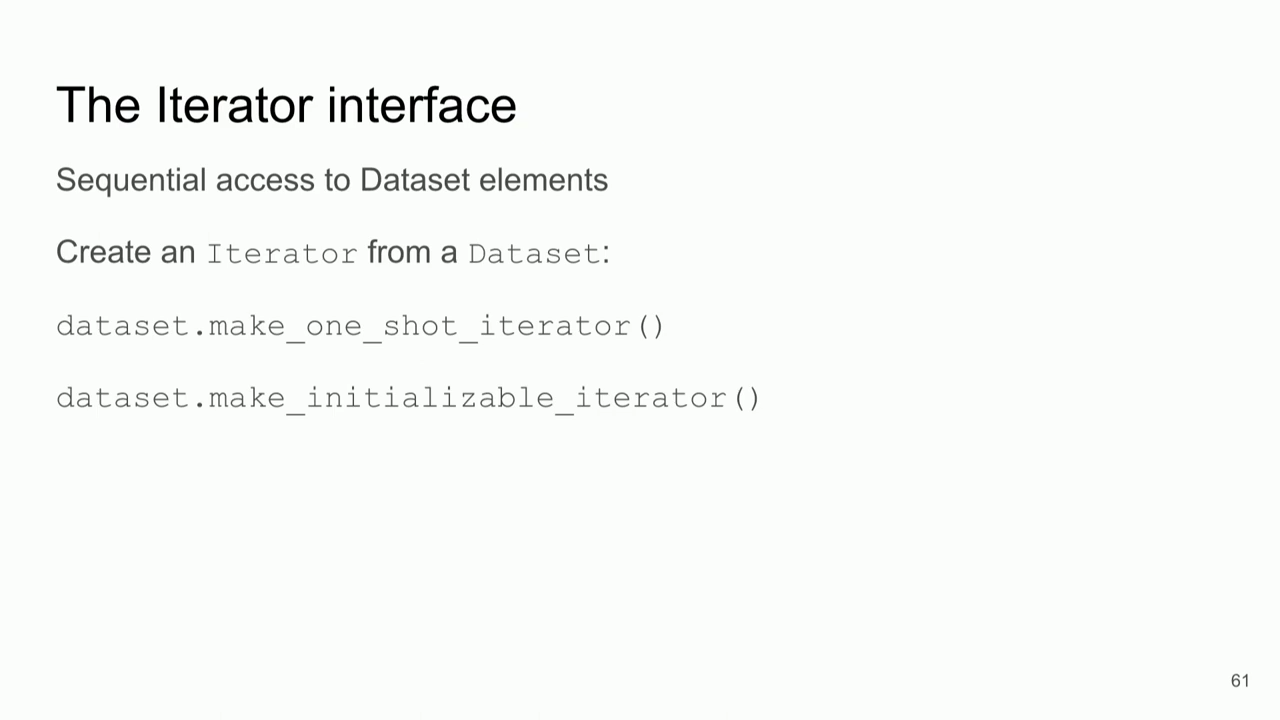 The Iterator interface
Sequential access to Dataset elements
Create an Iterator from a Dataset:
dataset.make_one_shot_iterator()
dataset.make_initializable_iterator()
61